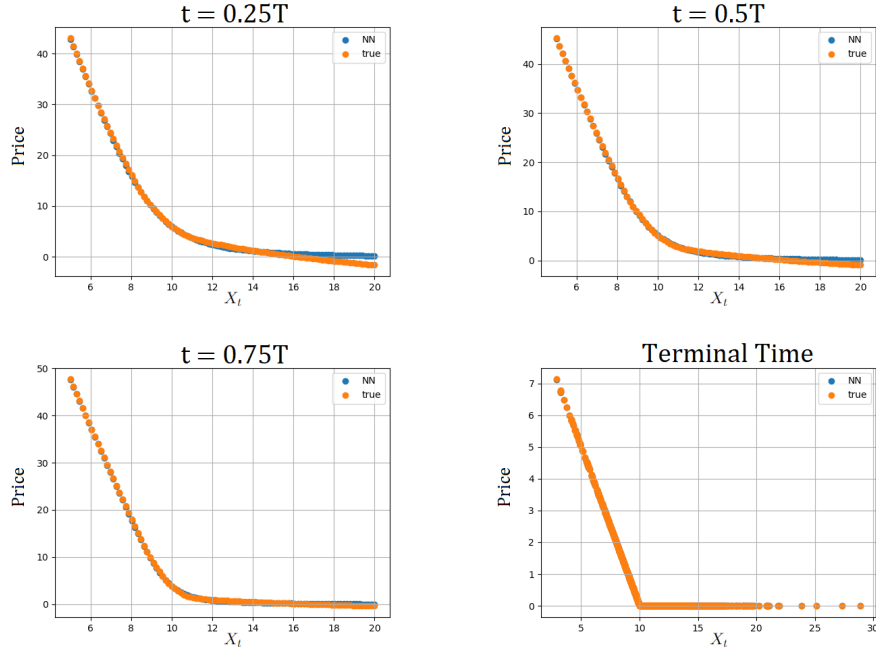 t = 0.25T
NN
true
Price
40
30
20
10
0
6 8 10 12 14 16 18 20
X_t
t = 0.5T
NN
true
Price
40
30
20
10
0
6 8 10 12 14 16 18 20
X_t
t = 0.75T
NN
true
Price
50
40
30
20
10
0
6 8 10 12 14 16 18 20
X_t
Terminal Time
NN
true
Price
7
6
5
4
3
2
1
0
5 10 15 20 25 30
X_t